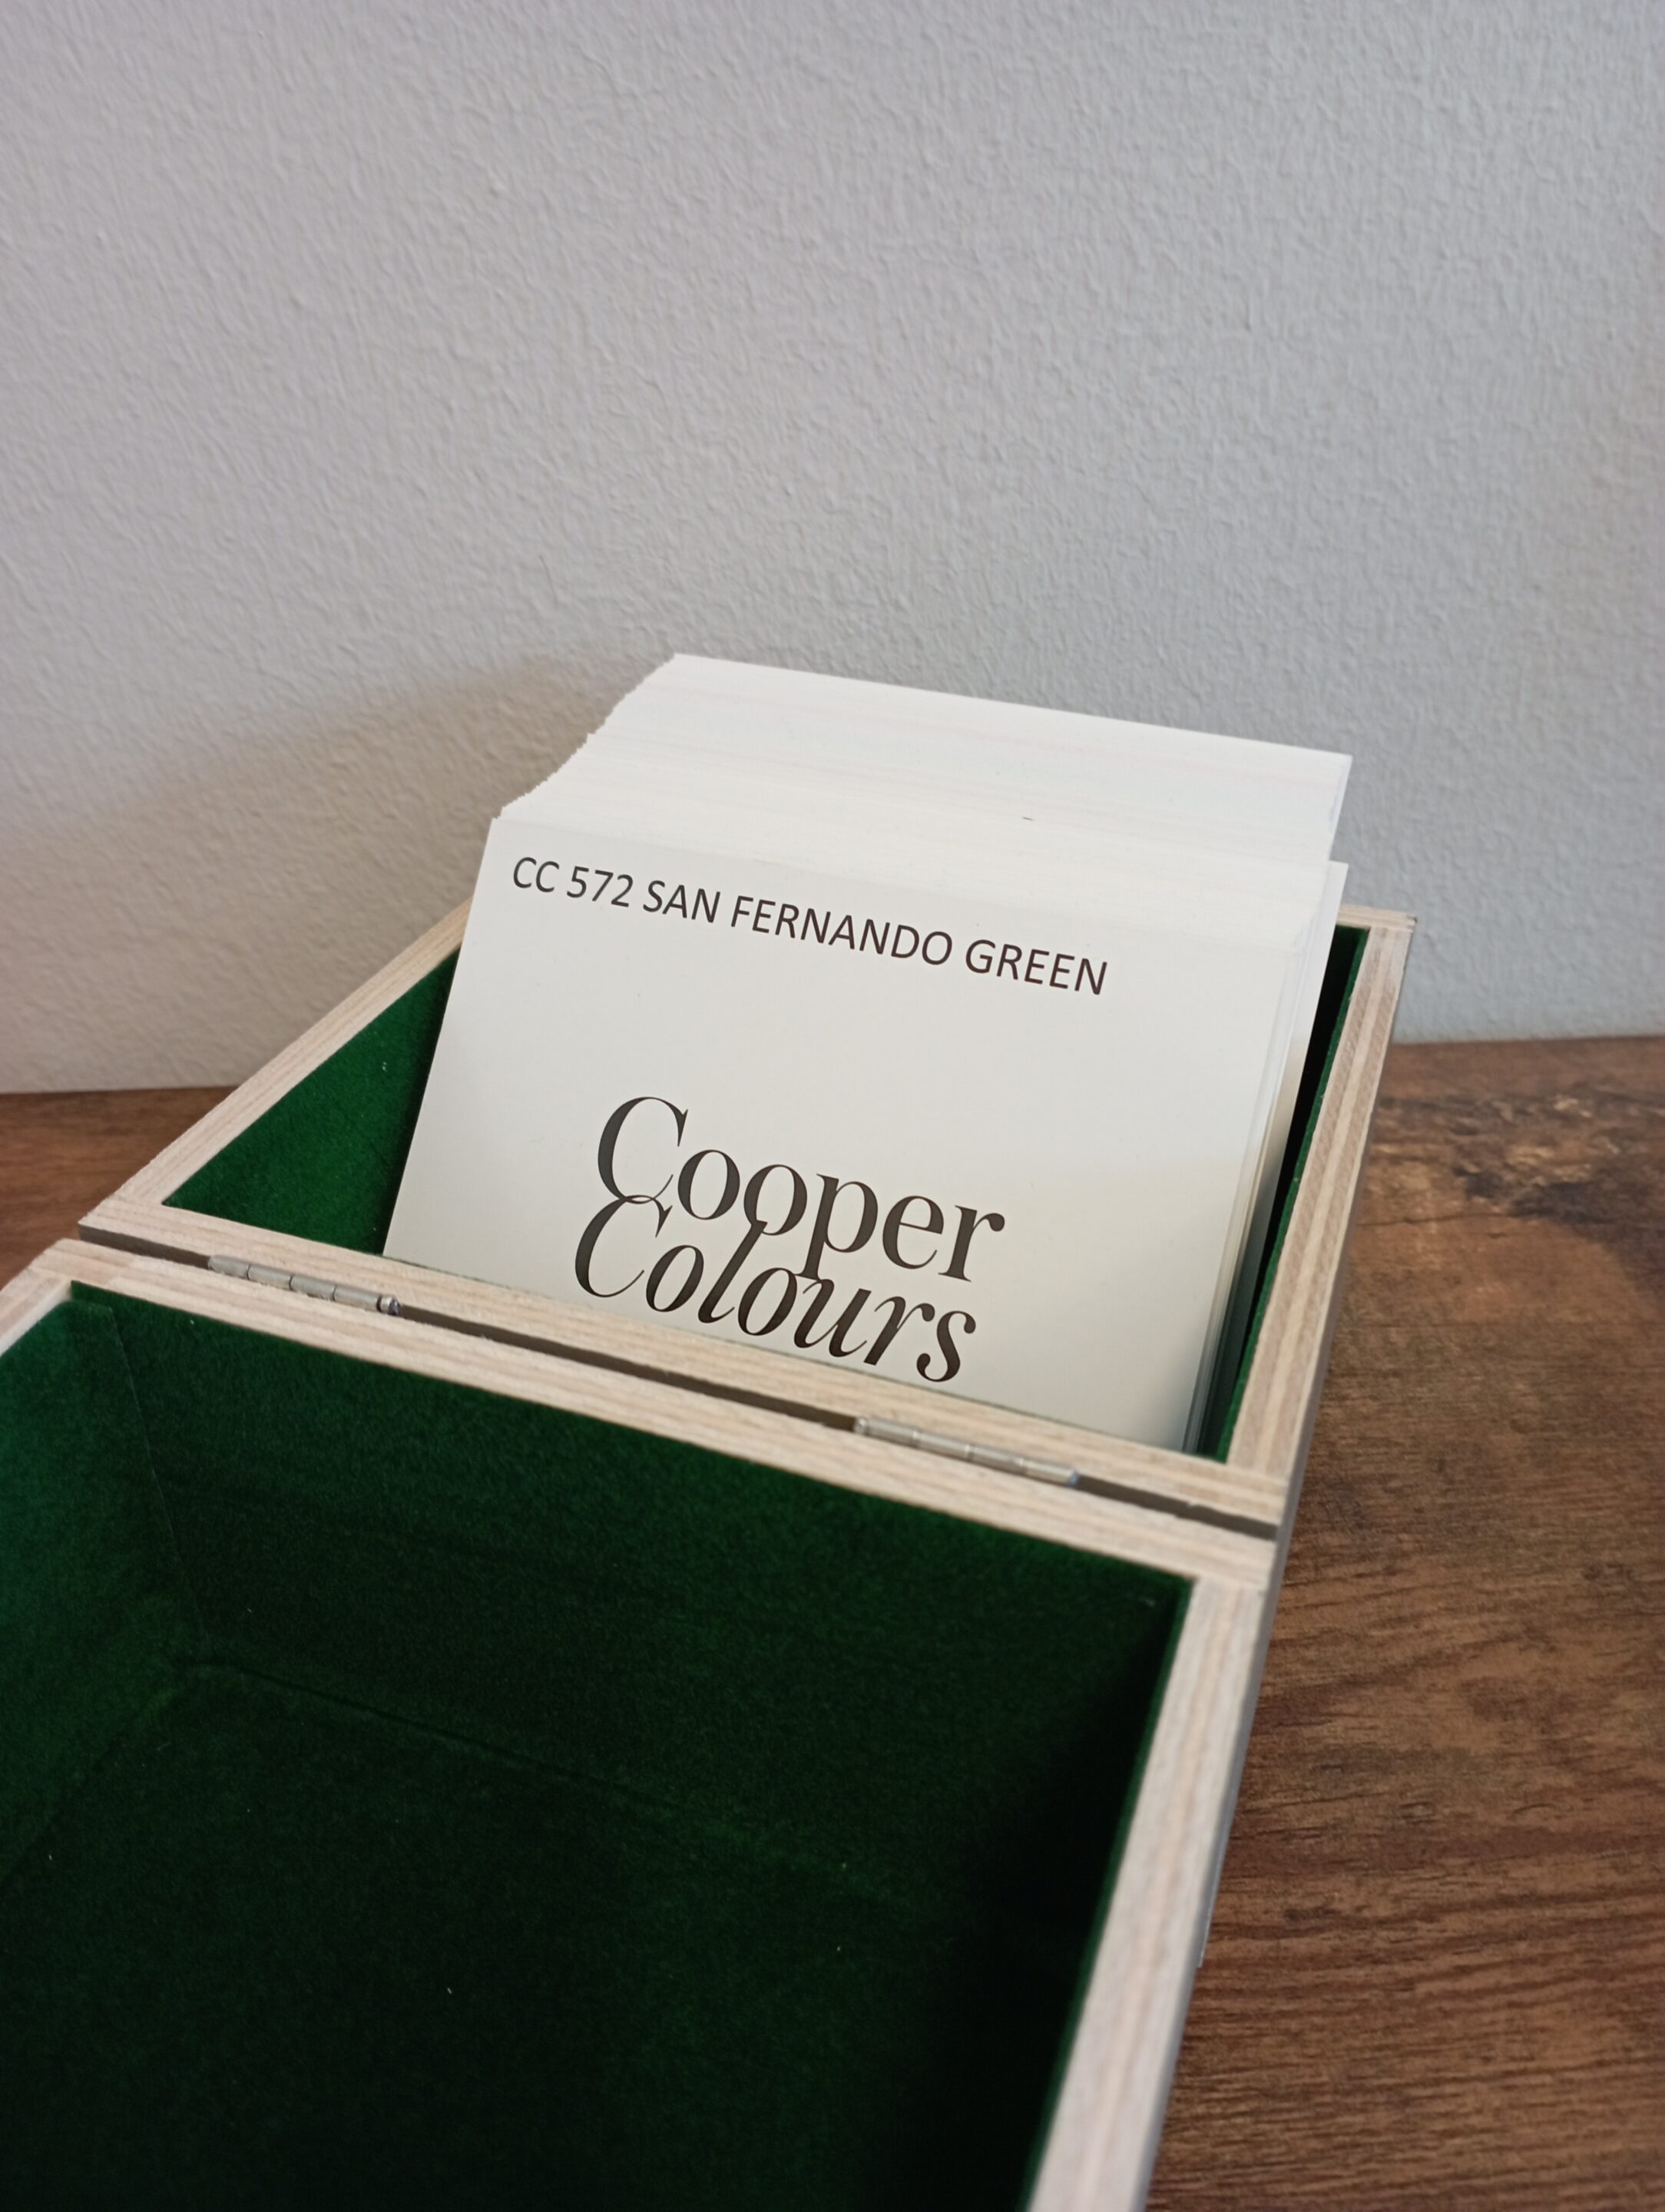 CC 572 SAN FERNANDO GREEN
Cooper
Colours